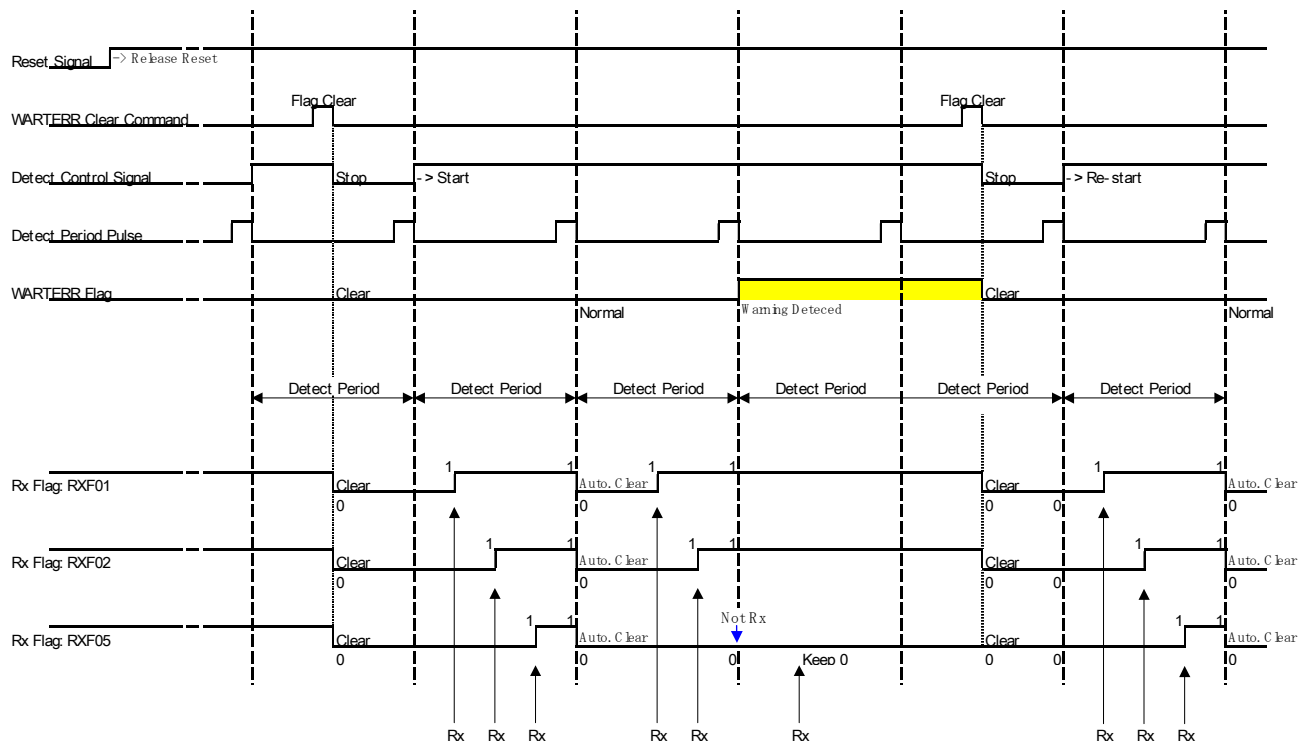 Reset Signal -> Release Reset
Flag Clear Flag Clear
WARTERR Clear Command
Detect Control Signal Stop -> Start Stop -> Re-start
Detect Period Pulse
WARTERR Flag Clear Clear
Normal Warning Deteced Normal
Detect Period Detect Period Detect Period Detect Period Detect Period Detect Period
1 1 1 1 1 1
Rx Flag: RXF01 Clear Auto. Clear Clear Auto. Clear
0 0 0 0 0
1 1 1 1 1 1
Rx Flag: RXF02 Clear Auto. Clear Clear Auto. Clear
0 0 0 0 0
Not Rx
1 1 1 1
Rx Flag: RXF05 Clear Auto. Clear Clear Auto. Clear
0 0 0 Keep 0 0 0 0
Rx Rx Rx Rx Rx Rx Rx Rx Rx